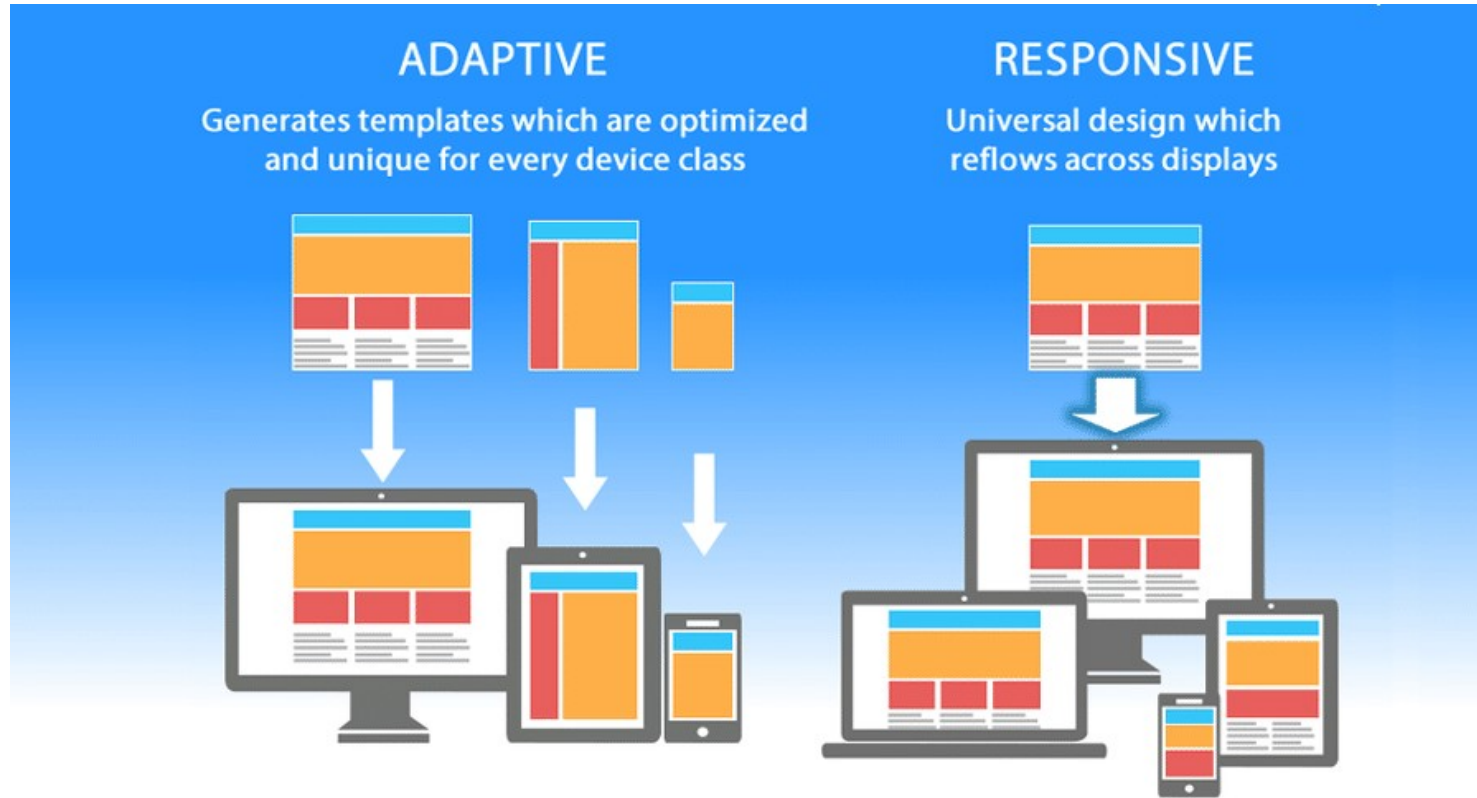 ADAPTIVE
Generates templates which are optimized
and unique for every device class
RESPONSIVE
Universal design which
reflows across displays